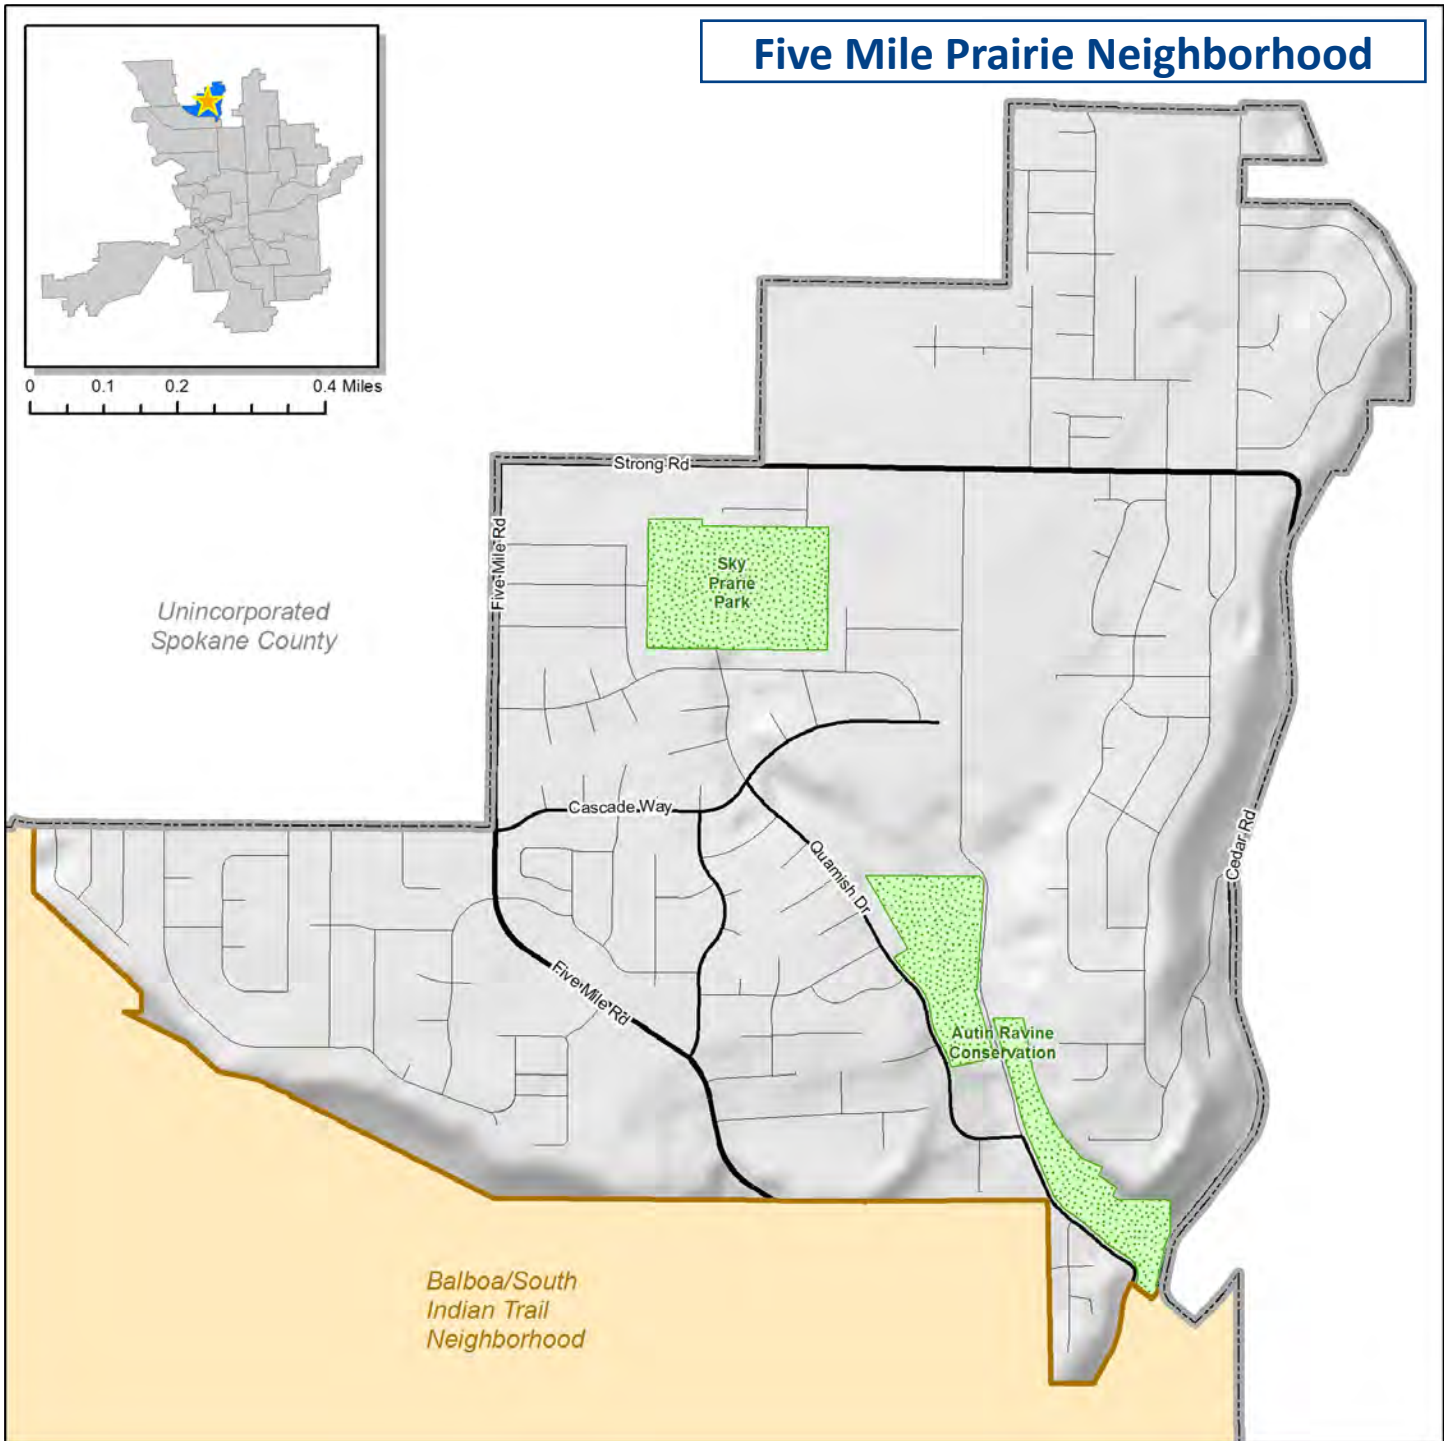 Five Mile Prairie Neighborhood
0 0.1 0.2 0.4 Miles
Strong Rd
Five Mile Rd
Sky
Prarie
Park
Unincorporated
Spokane County
Cascade Way
Quamish Dr
Cedar Rd
Five Mile Rd
Autin Ravine
Conservation
Balboa/South
Indian Trail
Neighborhood